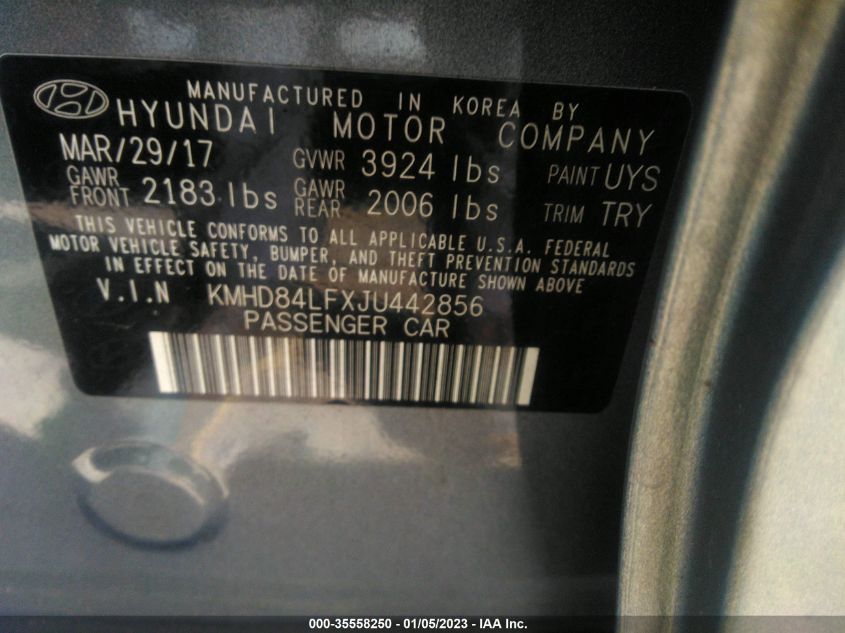 MANUFACTURED IN KOREA BY
HYUNDAI MOTOR COMPANY
MAR/29/17 GVWR 3924 lbs PAINT UYS
GAWR FRONT 2183 lbs GAWR REAR 2006 lbs TRIM TRY
THIS VEHICLE CONFORMS TO ALL APPLICABLE U.S.A. FEDERAL
MOTOR VEHICLE SAFETY, BUMPER, AND THEFT PREVENTION STANDARDS
IN EFFECT ON THE DATE OF MANUFACTURE SHOWN ABOVE.
V.I.N KMHD84LFXJU442856
PASSENGER CAR
000-35558250 - 01/05/2023 - IAA Inc.